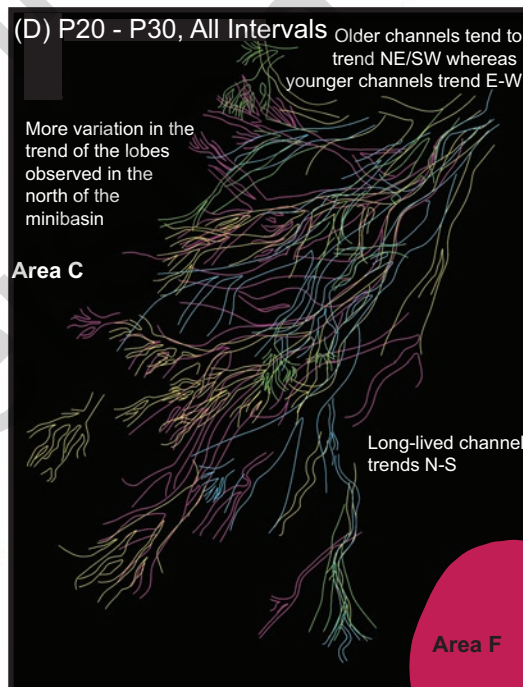 (D) P20 - P30, All Intervals
Older channels tend to
trend NE/SW whereas
younger channels trend E-W
More variation in the
trend of the lobes
observed in the
north of the
minibasin
Area C
Long-lived channel
trends N-S
Area F